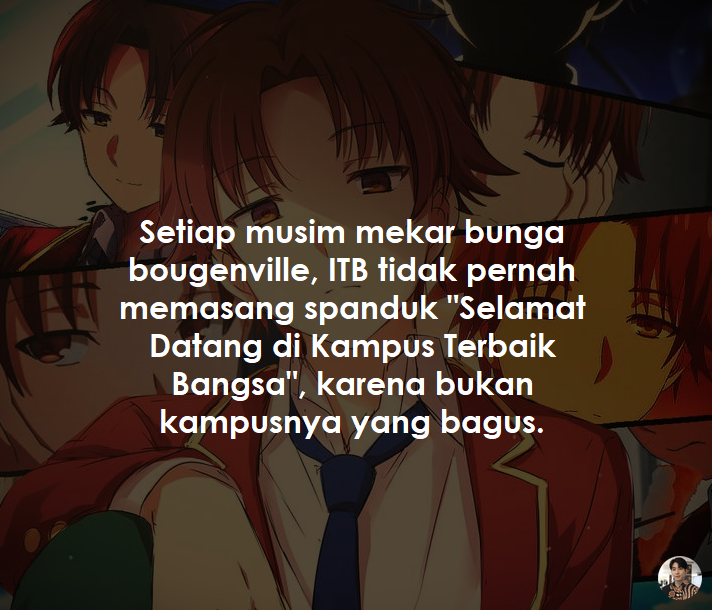 Setiap musim mekar bunga
bougenville, ITB tidak pernah
memasang spanduk "Selamat
Datang di Kampus Terbaik
Bangsa", karena bukan
kampusnya yang bagus.